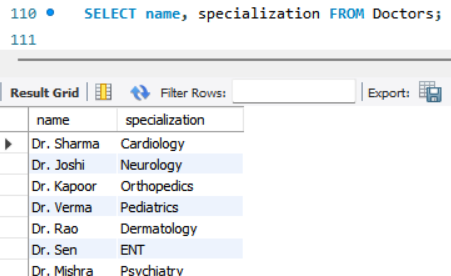 110 SELECT name, specialization FROM Doctors;
111
Result Grid Filter Rows: Export:
name specialization
Dr. Sharma Cardiology
Dr. Joshi Neurology
Dr. Kapoor Orthopedics
Dr. Verma Pediatrics
Dr. Rao Dermatology
Dr. Sen ENT
Dr. Mishra Psychiatry